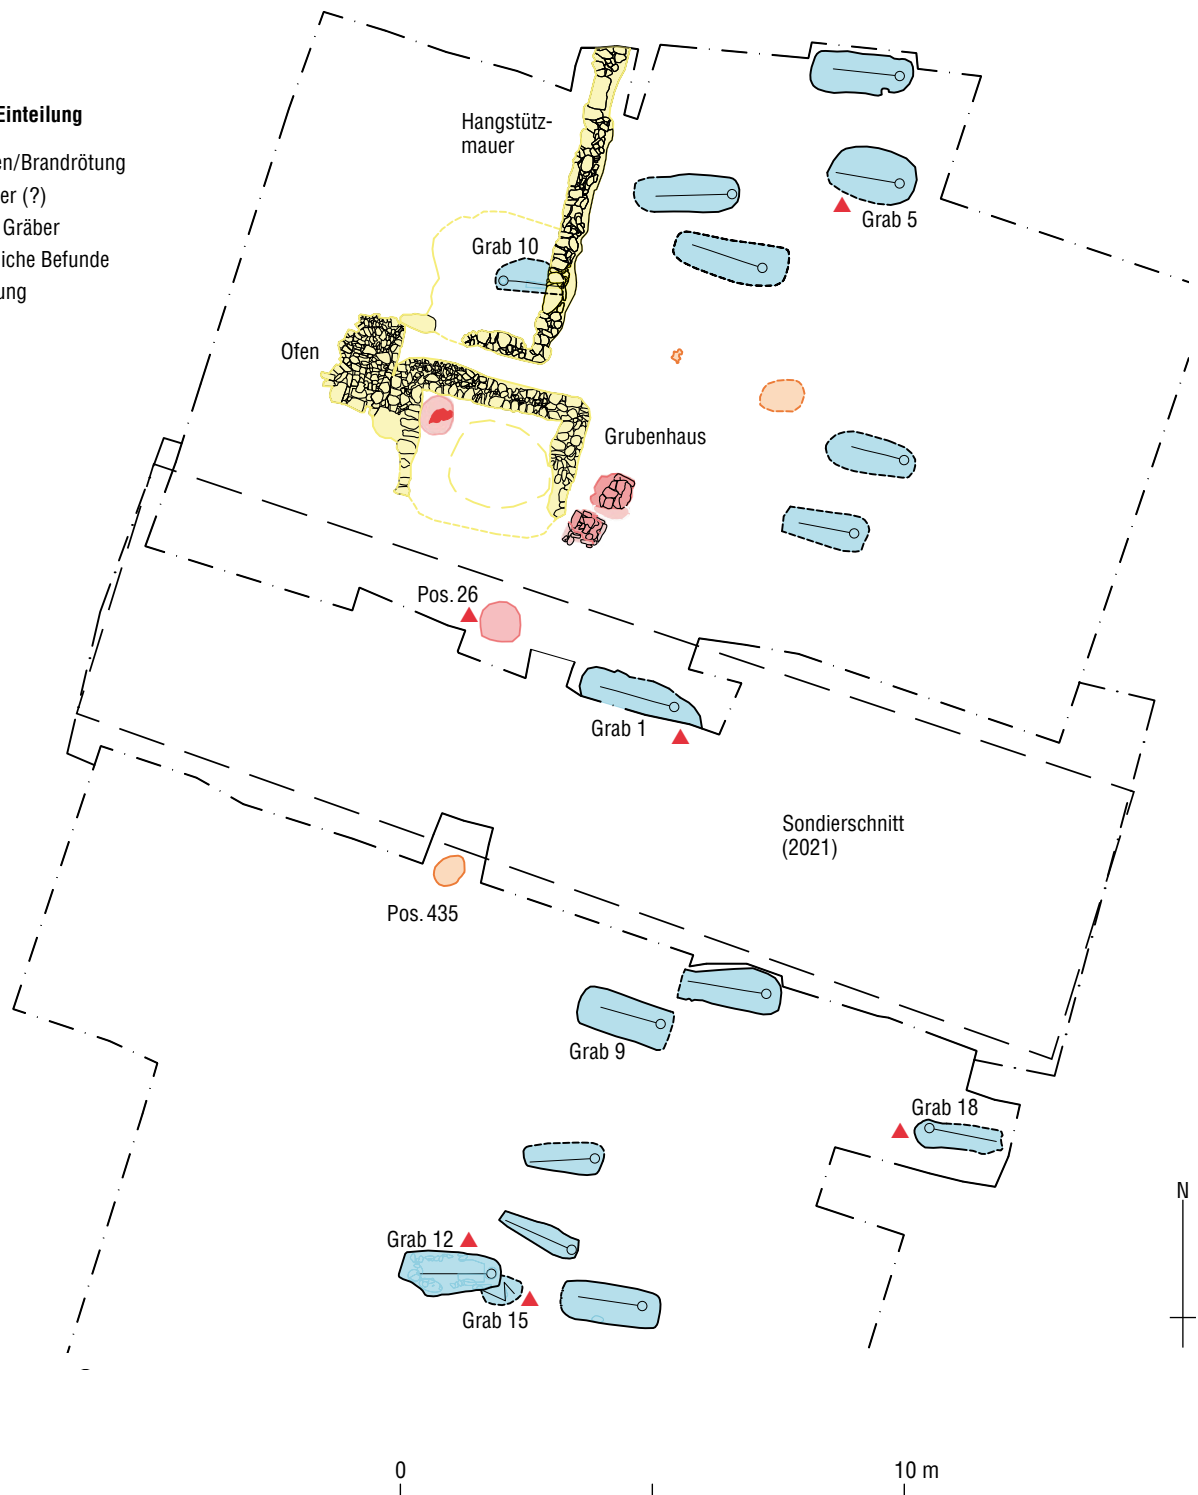 Einteilung
en/Brandrötung
er (?)
Gräber
iche Befunde
ung
Hangstütz-
mauer
Grab 5
Grab 10
Ofen
Grubenhaus
Pos. 26
Grab 1
Sondierschnitt
(2021)
Pos. 435
Grab 9
Grab 18
Grab 12
Grab 15
N
0
10 m